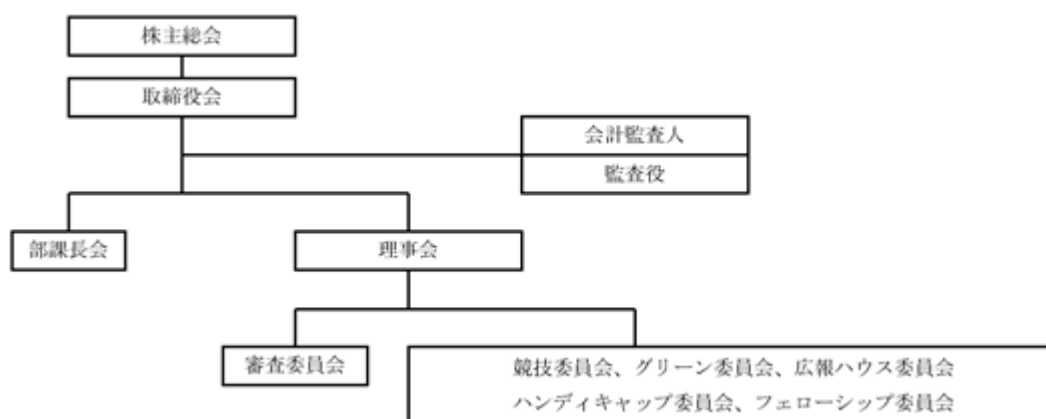 株主総会
取締役会
会計監査人
監査役
部課長会
理事会
審査委員会
競技委員会、グリーン委員会、広報ハウス委員会
ハンディキャップ委員会、フェローシップ委員会